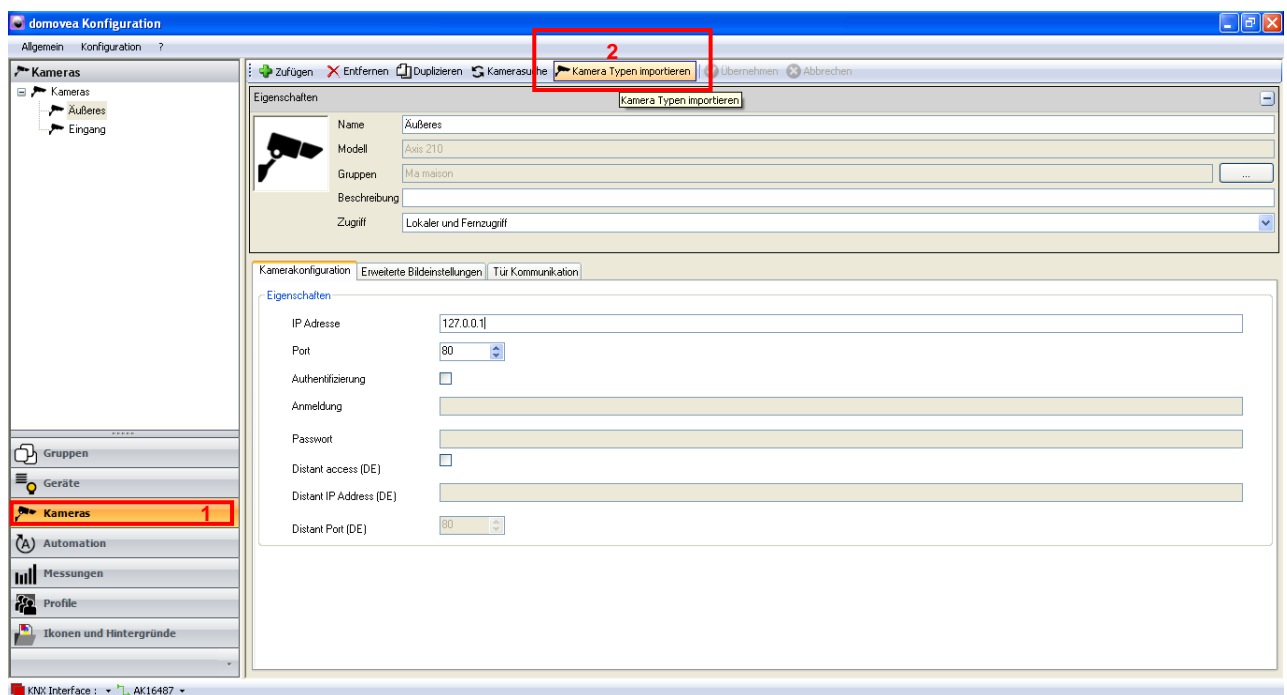 domovea Konfiguration
Allgemein Konfiguration ?
Kameras
Kameras
Äußeres
Eingang
Gruppen
Geräte
Kameras 1
Automation
Messungen
Profile
Ikonen und Hintergründe
2
Zufügen Entfernen Duplizieren Kamerasuche Kamera Typen importieren Übernehmen Abbrechen
Kamera Typen importieren
Eigenschaften
Name Äußeres
Modell Axis 210
Gruppen Ma maison ...
Beschreibung
Zugriff Lokaler und Fernzugriff
Kamerakonfiguration Erweiterte Bildeinstellungen Tür Kommunikation
Eigenschaften
IP Adresse 127.0.0.1
Port 80
Authentifizierung
Anmeldung
Passwort
Distant access (DE)
Distant IP Address (DE)
Distant Port (DE) 80
KNX Interface : AK16487